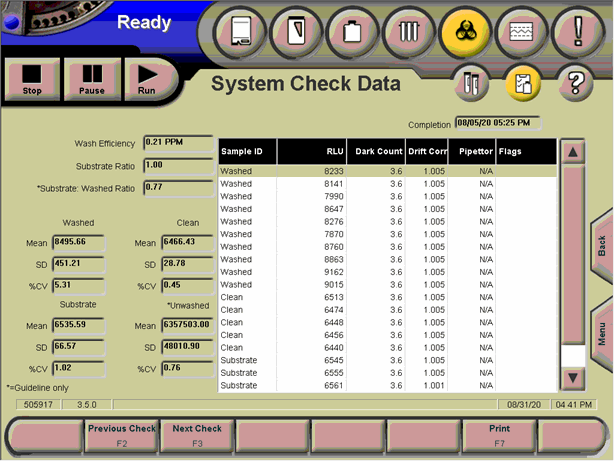 Ready
Stop
Pause
Run
System Check Data
Completion 08/05/20 05:25 PM
Wash Efficiency 0.21 PPM
Substrate Ratio 1.00
*Substrate: Washed Ratio 0.77
Washed Clean
Mean 8495.66 Mean 6466.43
SD 451.21 SD 28.78
%CV 5.31 %CV 0.45
Substrate *Unwashed
Mean 6535.59 Mean 6357503.00
SD 66.57 SD 48010.90
%CV 1.02 %CV 0.76
*=Guideline only
Sample ID RLU Dark Count Drift Corr Pipettor Flags
Washed 8233 3.6 1.005 N/A
Washed 8141 3.6 1.005 N/A
Washed 7990 3.6 1.005 N/A
Washed 8647 3.6 1.005 N/A
Washed 8276 3.6 1.005 N/A
Washed 7870 3.6 1.005 N/A
Washed 8760 3.6 1.005 N/A
Washed 8863 3.6 1.005 N/A
Washed 9162 3.6 1.005 N/A
Washed 9015 3.6 1.005 N/A
Clean 6513 3.6 1.005 N/A
Clean 6474 3.6 1.005 N/A
Clean 6448 3.6 1.005 N/A
Clean 6456 3.6 1.005 N/A
Clean 6440 3.6 1.005 N/A
Substrate 6545 3.6 1.005 N/A
Substrate 6555 3.6 1.005 N/A
Substrate 6561 3.6 1.001 N/A
Back
Menu
505917 3.5.0 08/31/20 04:41 PM
Previous Check Next Check Print
F2 F3 F7